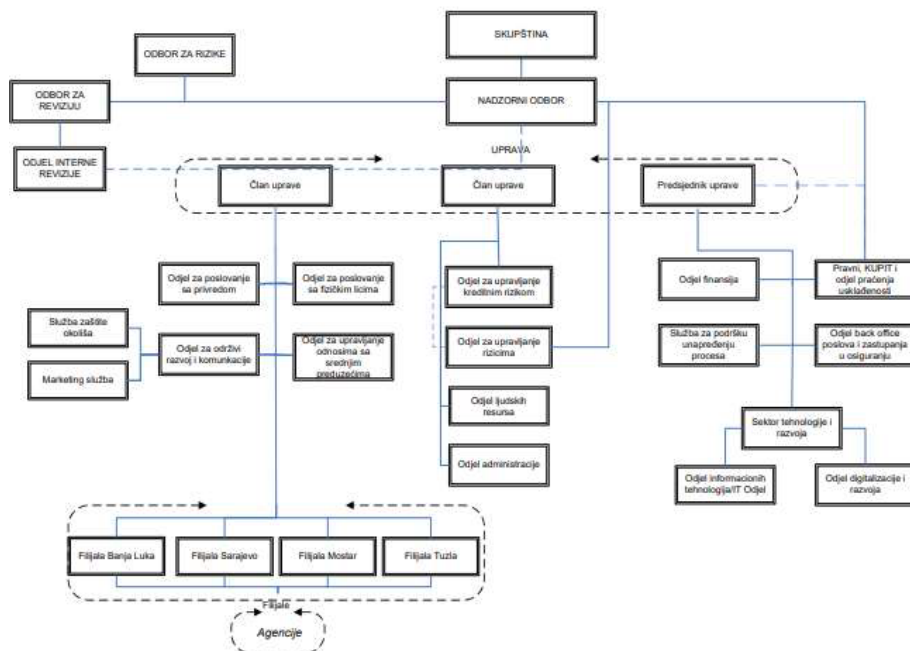 SKUPŠTINA
ODBOR ZA RIZIKE
ODBOR ZA
REVIZIJU
NADZORNI ODBOR
ODJEL INTERNE
REVIZIJE
UPRAVA
Član uprave
Član uprave
Predsjednik uprave
Odjel za poslovanje
sa privredom
Odjel za poslovanje
sa fizičkim licima
Služba zaštite
okoliša
Odjel za održivi
razvoj i komunkacije
Odjel za upravljanje
odnosima sa
srednjim
preduzećima
Marketing služba
Odjel za upravljanje
kreditnim rizikom
Odjel za upravljanje
rizicima
Odjel ljudskih
resursa
Odjel administracije
Odjel finansija
Pravni, KUPIT i
odjel praćenja
usklađenosti
Služba za podršku
unapređenju
procesa
Odjel back office
poslova i zastupanja
u osiguranju
Sektor tehnologije i
razvoja
Odjel informacionih
tehnologija/IT Odjel
Odjel digitalizacije i
razvoja
Filijala Banja Luka
Filijala Sarajevo
Filijala Mostar
Filijala Tuzla
Filijale
Agencije